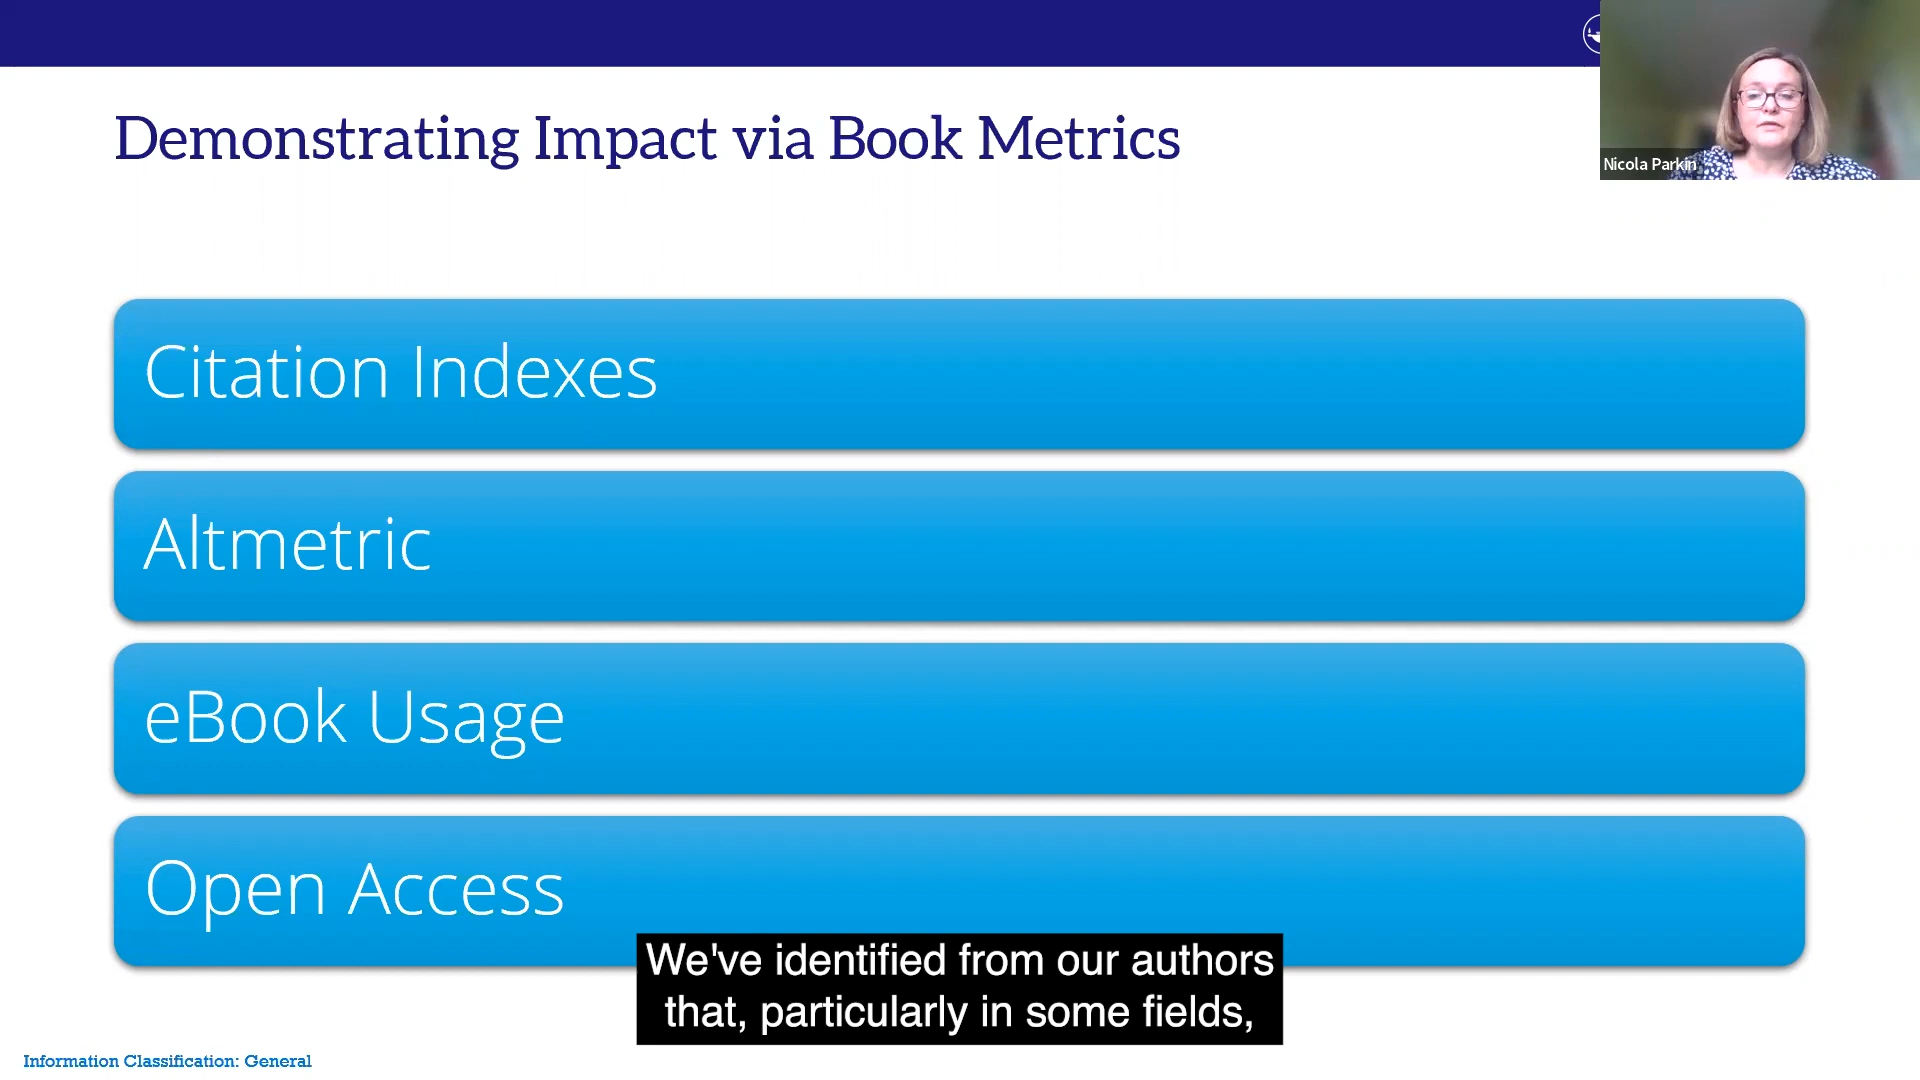 Demonstrating Impact via Book Metrics
Nicola Parkin
Citation Indexes
Altmetric
eBook Usage
Open Access
We've identified from our authors
that, particularly in some fields,
Information Classification: General